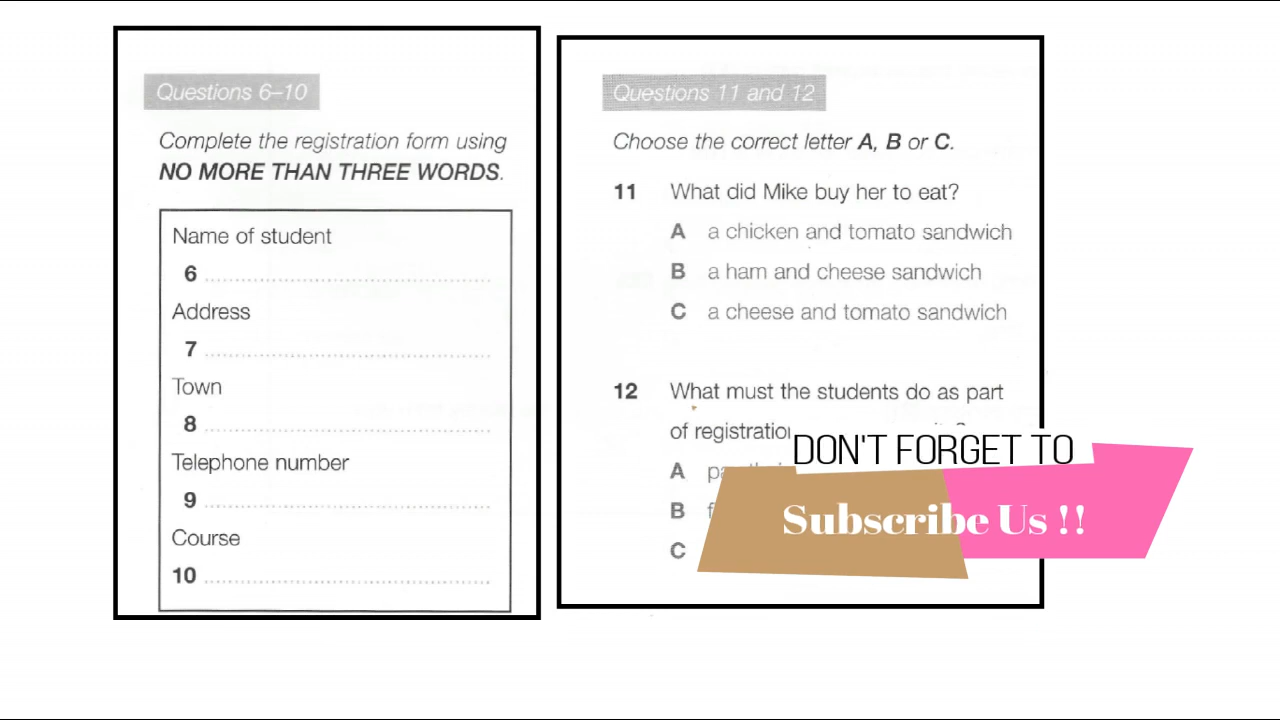 Questions 6–10
Complete the registration form using
NO MORE THAN THREE WORDS.
Name of student
6
Address
7
Town
8
Telephone number
9
Course
10
Questions 11 and 12
Choose the correct letter A, B or C.
11 What did Mike buy her to eat?
A a chicken and tomato sandwich
B a ham and cheese sandwich
C a cheese and tomato sandwich
12 What must the students do as part
of
A
B
C
DON'T FORGET TO
Subscribe Us !!